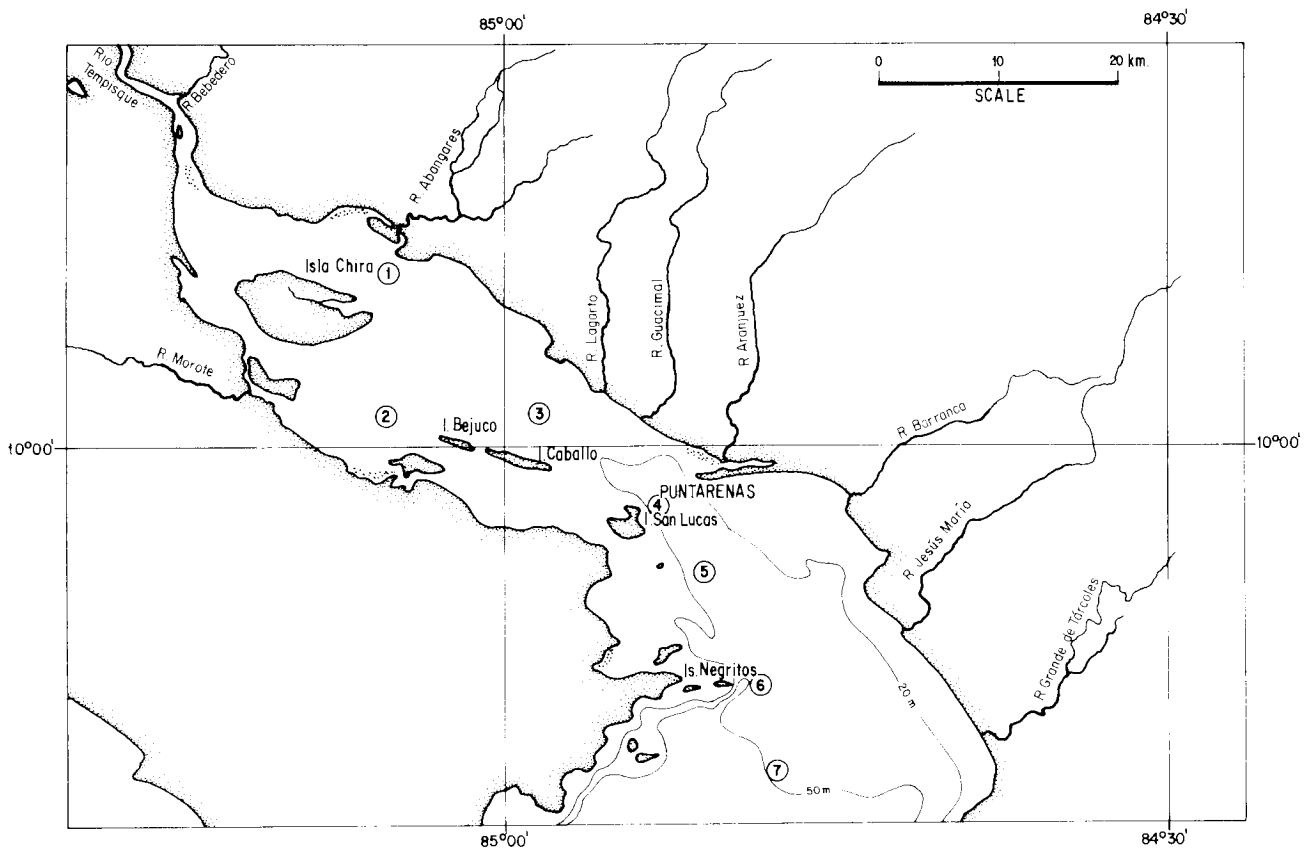 85°00'
84°30'
RIO
TEMPISQUE
R. Bebedero
0 10 20 km.
SCALE
R. Abangares
Isla Chira
1
R. Lagarto
R. Guacimal
R. Aranjuez
R. Morote
2
3
I. Bejuco
R. Barranca
10°00'
10°00'
I. Caballo
PUNTARENAS
4
I. San Lucas
R. Jesús María
5
R. Grande de Tárcoles
Is. Negritos
6
20 m
7
50 m
85°00'
84°30'